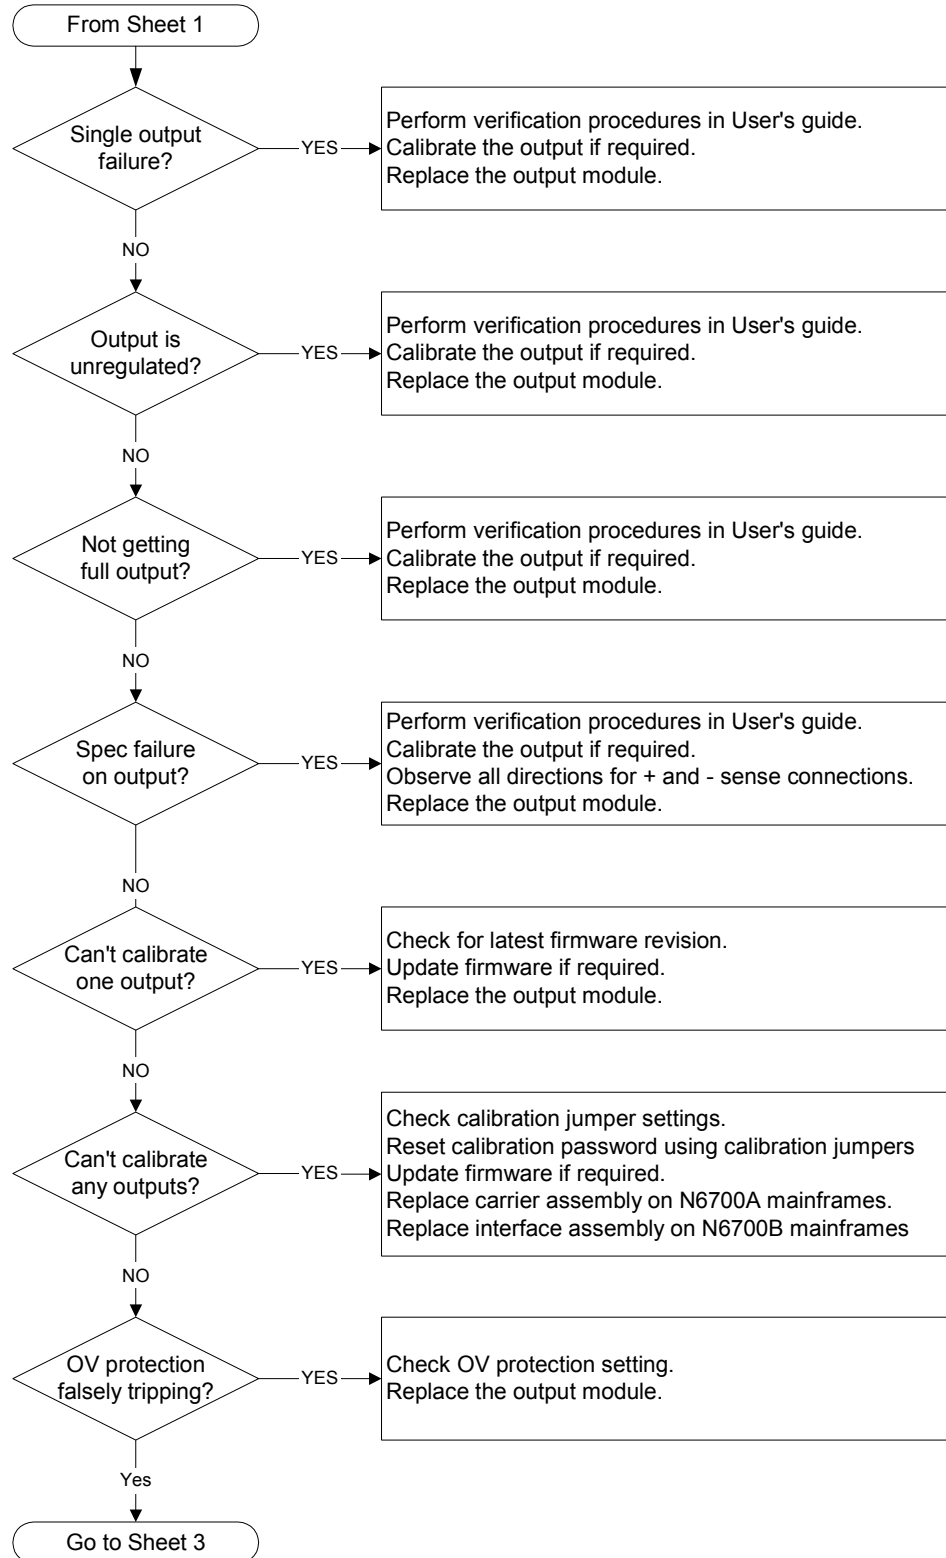 From Sheet 1
Single output
failure?
YES
Perform verification procedures in User's guide.
Calibrate the output if required.
Replace the output module.
NO
Output is
unregulated?
YES
Perform verification procedures in User's guide.
Calibrate the output if required.
Replace the output module.
NO
Not getting
full output?
YES
Perform verification procedures in User's guide.
Calibrate the output if required.
Replace the output module.
NO
Spec failure
on output?
YES
Perform verification procedures in User's guide.
Calibrate the output if required.
Observe all directions for + and - sense connections.
Replace the output module.
NO
Can't calibrate
one output?
YES
Check for latest firmware revision.
Update firmware if required.
Replace the output module.
NO
Can't calibrate
any outputs?
YES
Check calibration jumper settings.
Reset calibration password using calibration jumpers
Update firmware if required.
Replace carrier assembly on N6700A mainframes.
Replace interface assembly on N6700B mainframes
NO
OV protection
falsely tripping?
YES
Check OV protection setting.
Replace the output module.
Yes
Go to Sheet 3